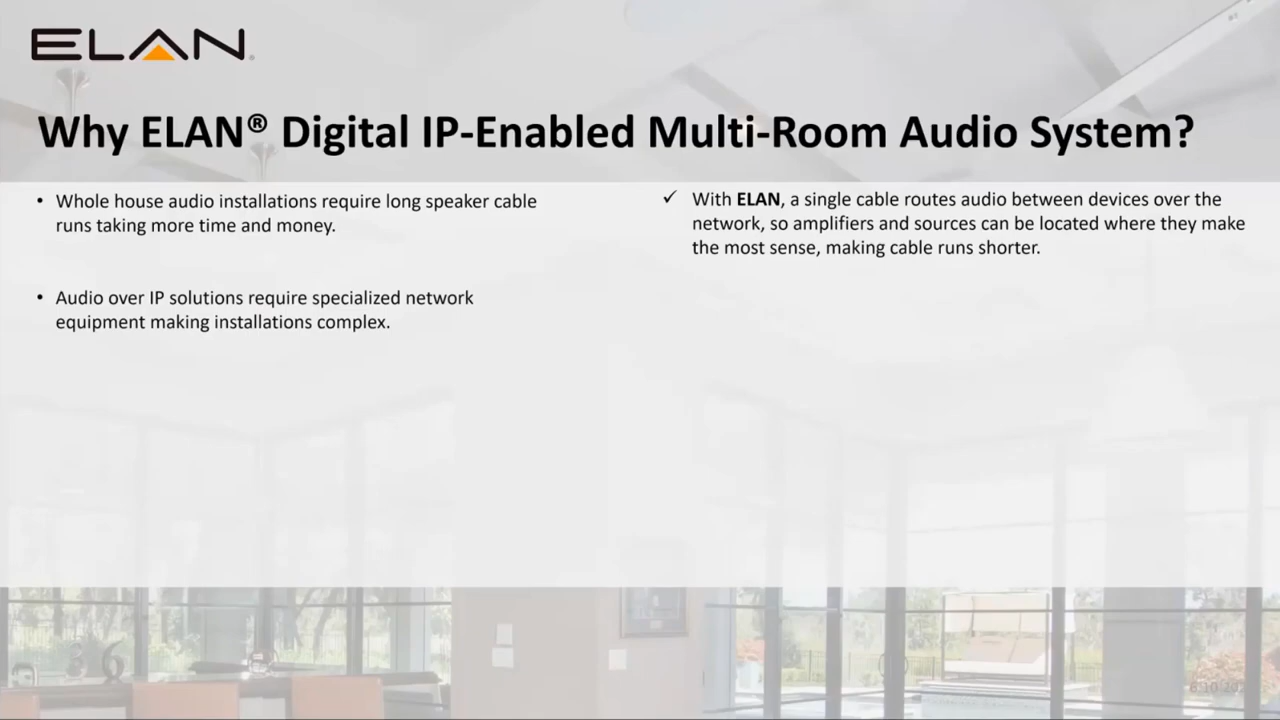 ELAN®
Why ELAN® Digital IP-Enabled Multi-Room Audio System?
• Whole house audio installations require long speaker cable
runs taking more time and money.
• Audio over IP solutions require specialized network
equipment making installations complex.
✓ With ELAN, a single cable routes audio between devices over the
network, so amplifiers and sources can be located where they make
the most sense, making cable runs shorter.